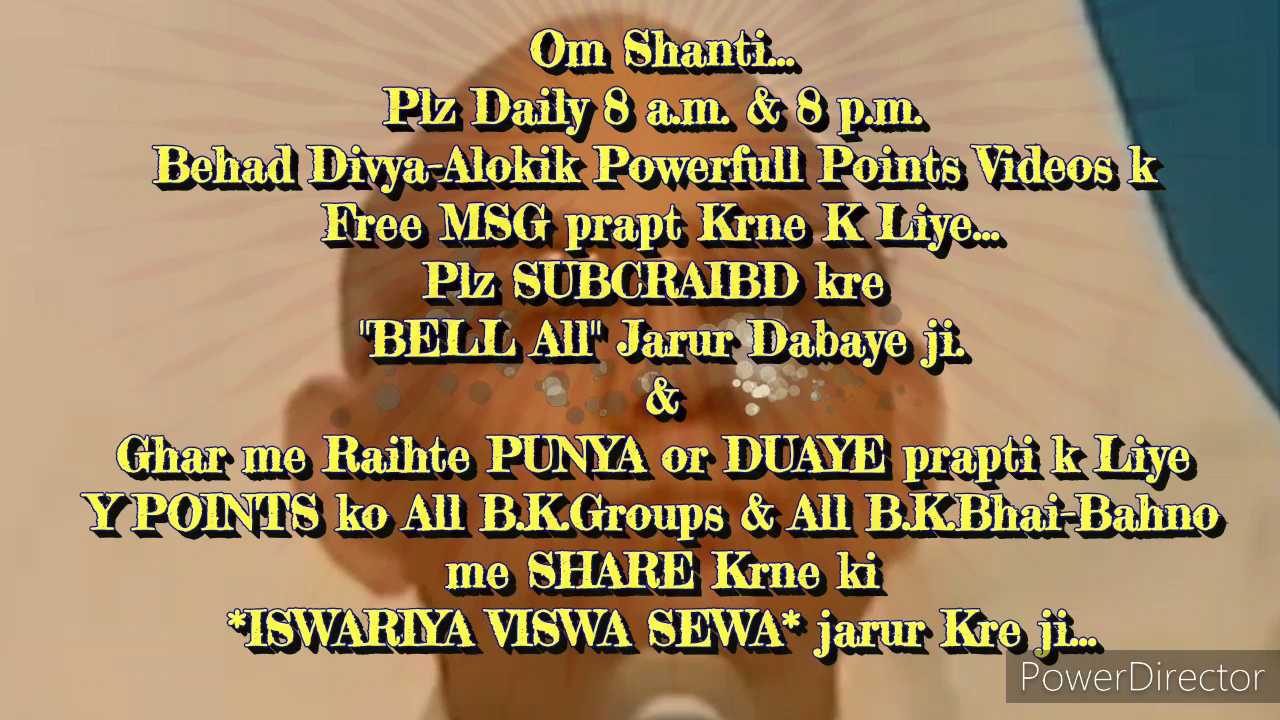 Om Shanti...
Plz Daily 8 a.m. & 8 p.m.
Behad Divya-Alokik Powerfull Points Videos k
Free MSG prapt Krne K Liye...
Plz SUBCRAIBD kre
"BELL All" Jarur Dabaye ji.
&
Ghar me Raihte PUNYA or DUAYE prapti k Liye
Y POINTS ko All B.K.Groups & All B.K.Bhai-Bahno
me SHARE Krne ki
*ISWARIYA VISWA SEWA* jarur Kre ji...
PowerDirector